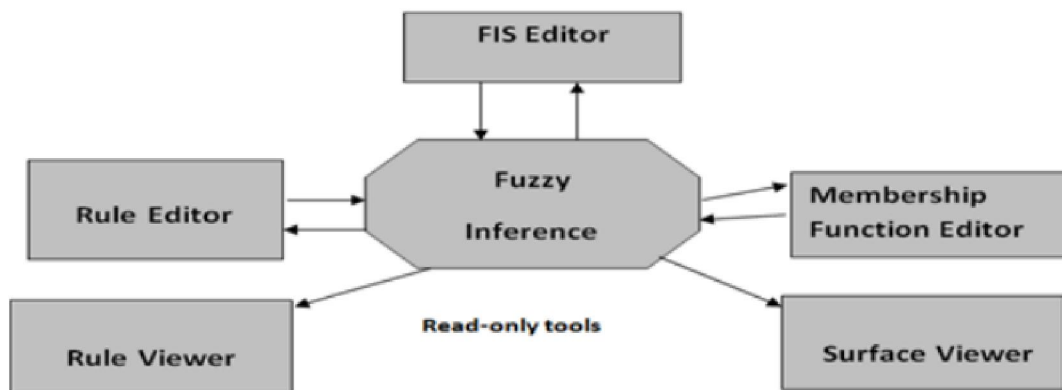 FIS Editor
Fuzzy
Inference
Rule Editor
Membership
Function Editor
Read-only tools
Rule Viewer
Surface Viewer